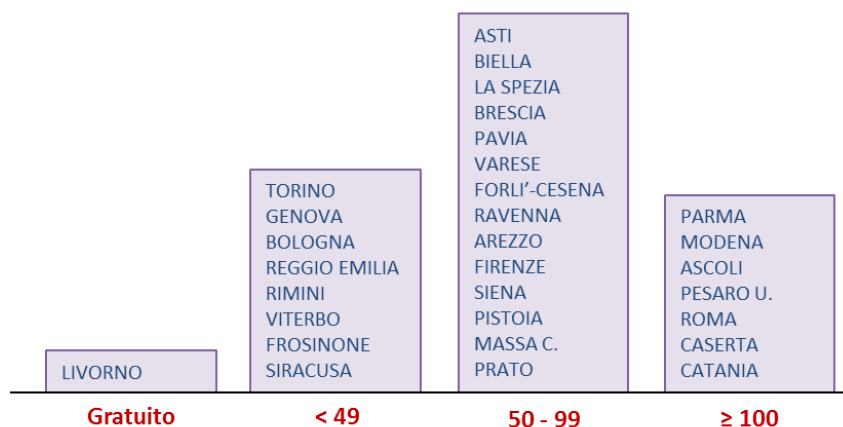 LIVORNO
Gratuito
TORINO
GENOVA
BOLOGNA
REGGIO EMILIA
RIMINI
VITERBO
FROSINONE
SIRACUSA
< 49
ASTI
BIELLA
LA SPEZIA
BRESCIA
PAVIA
VARESE
FORLI’-CESENA
RAVENNA
AREZZO
FIRENZE
SIENA
PISTOIA
MASSA C.
PRATO
50 - 99
PARMA
MODENA
ASCOLI
PESARO U.
ROMA
CASERTA
CATANIA
≥ 100